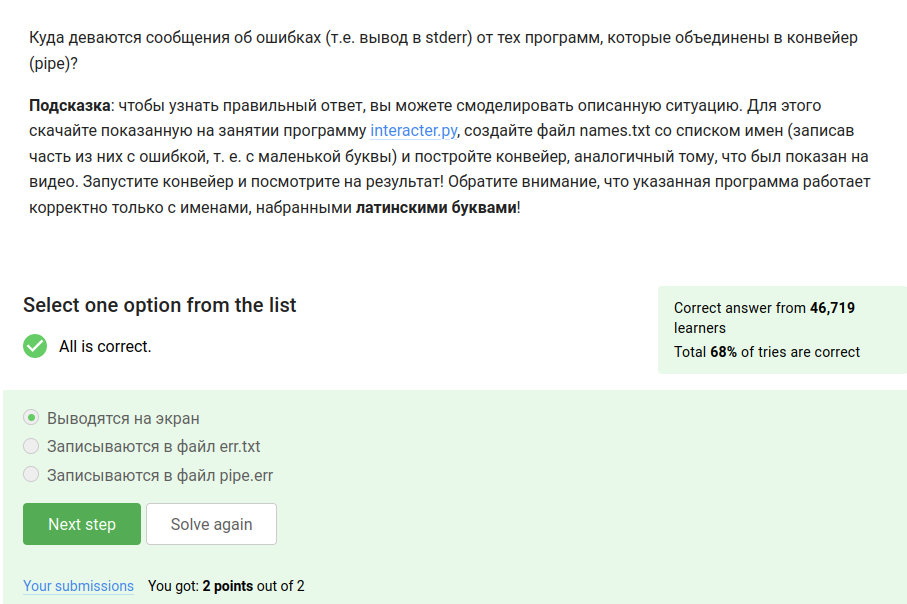 Куда деваются сообщения об ошибках (т.е. вывод в stderr) от тех программ, которые объединены в конвейер
(pipe)?
Подсказка: чтобы узнать правильный ответ, вы можете смоделировать описанную ситуацию. Для этого
скачайте показанную на занятии программу interacter.py, создайте файл names.txt со списком имен (записав
часть из них с ошибкой, т. е. с маленькой буквы) и постройте конвейер, аналогичный тому, что был показан на
видео. Запустите конвейер и посмотрите на результат! Обратите внимание, что указанная программа работает
корректно только с именами, набранными латинскими буквами!
Select one option from the list
All is correct.
Correct answer from 46,719
learners
Total 68% of tries are correct
Выводятся на экран
Записываются в файл err.txt
Записываются в файл pipe.err
Next step
Solve again
Your submissions You got: 2 points out of 2